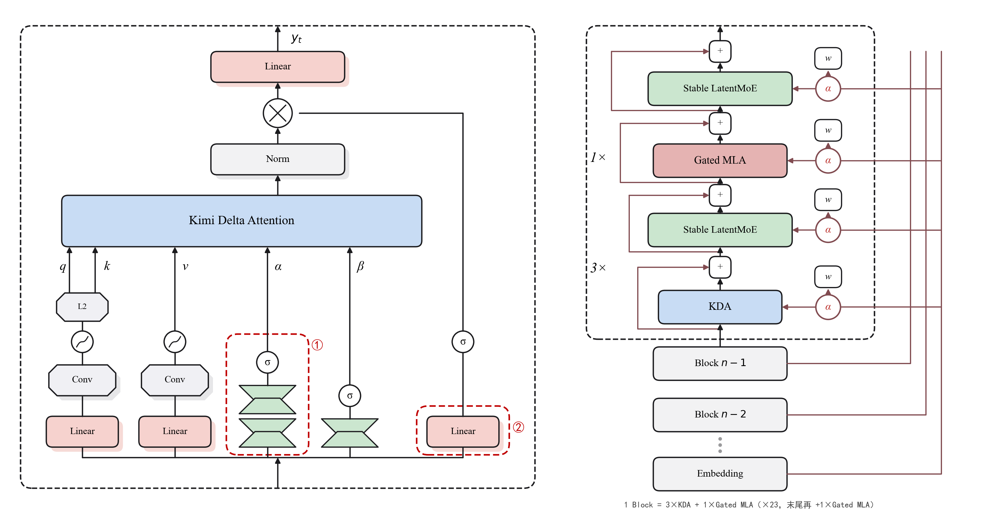 yₜ
Linear
Norm
Kimi Delta Attention
q
k
v
α
β
L2
σ
①
σ
Conv
Conv
σ
Linear
Linear
Linear
②
+
w
Stable LatentMoE
α
+
w
1×
Gated MLA
α
+
w
Stable LatentMoE
α
3×
+
w
KDA
α
Block n − 1
Block n − 2
Embedding
1 Block = 3×KDA + 1×Gated MLA (×23, 末尾再 +1×Gated MLA)